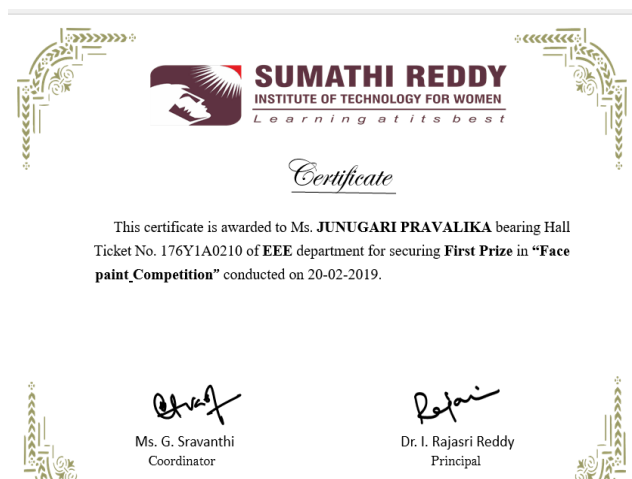 SUMATHI REDDY
INSTITUTE OF TECHNOLOGY FOR WOMEN
Learning at its best
Certificate
This certificate is awarded to Ms. JUNUGARI PRAVALIKA bearing Hall
Ticket No. 176Y1A0210 of EEE department for securing First Prize in “Face
paint_Competition” conducted on 20-02-2019.
Rajari
Ms. G. Sravanthi
Dr. I. Rajasri Reddy
Coordinator
Principal